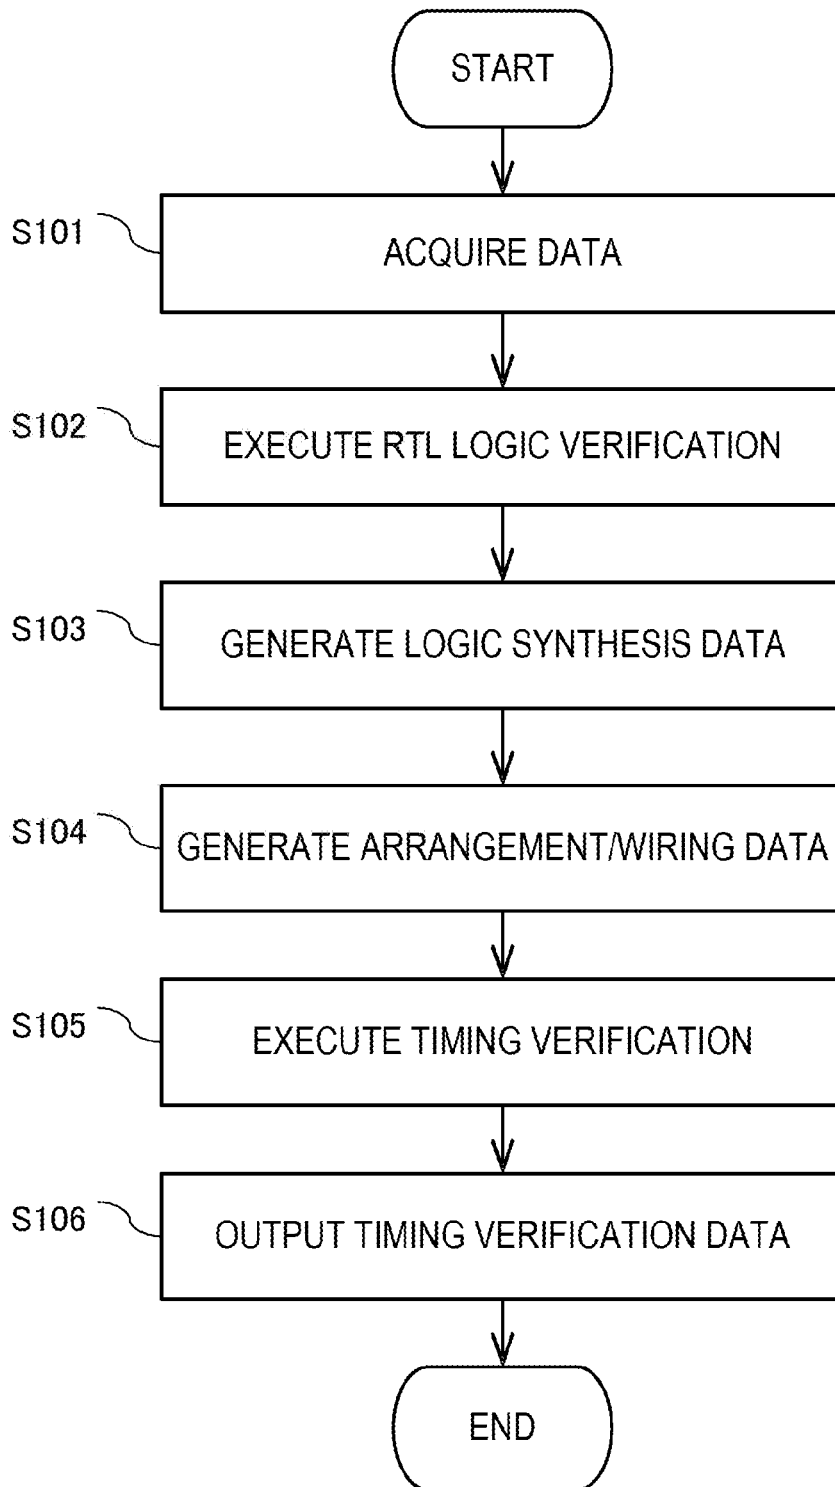 START
S101
ACQUIRE DATA
S102
EXECUTE RTL LOGIC VERIFICATION
S103
GENERATE LOGIC SYNTHESIS DATA
S104
GENERATE ARRANGEMENT/WIRING DATA
S105
EXECUTE TIMING VERIFICATION
S106
OUTPUT TIMING VERIFICATION DATA
END